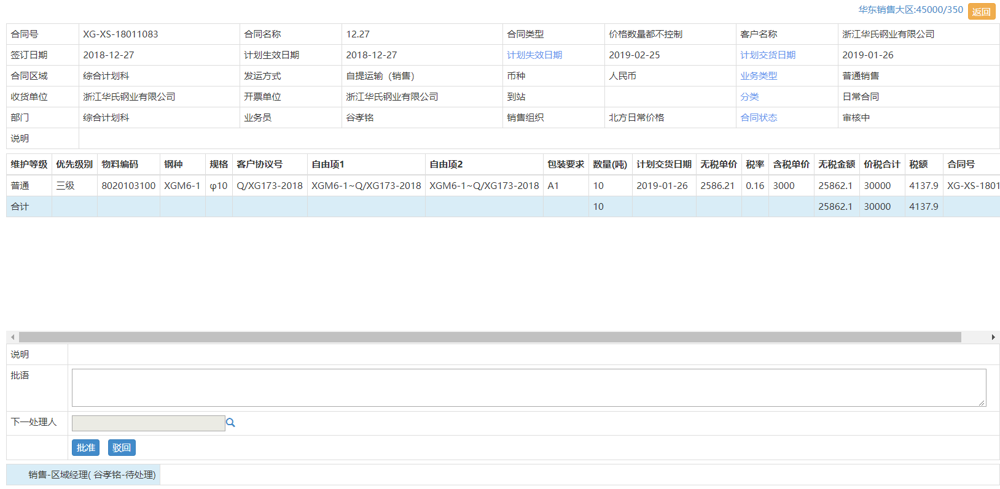 华东销售大区:45000/350 返回
合同号 XG-XS-18011083 合同名称 12.27 合同类型 价格数量都不控制 客户名称 浙江华氏钢业有限公司
签订日期 2018-12-27 计划生效日期 2018-12-27 计划失效日期 2019-02-25 计划交货日期 2019-01-26
合同区域 综合计划科 发运方式 自提运输（销售） 币种 人民币 业务类型 普通销售
收货单位 浙江华氏钢业有限公司 开票单位 浙江华氏钢业有限公司 到站 分类 日常合同
部门 综合计划科 业务员 谷孝铭 销售组织 北方日常价格 合同状态 审核中
说明
维护等级 优先级别 物料编码 钢种 规格 客户协议号 自由项1 自由项2 包装要求 数量(吨) 计划交货日期 无税单价 税率 含税单价 无税金额 价税合计 税额 合同号
普通 三级 8020103100 XGM6-1 φ10 Q/XG173-2018 XGM6-1~Q/XG173-2018 XGM6-1~Q/XG173-2018 A1 10 2019-01-26 2586.21 0.16 3000 25862.1 30000 4137.9 XG-XS-1801
合计 10 25862.1 30000 4137.9
说明
批语
下一处理人
批准 驳回
销售-区域经理( 谷孝铭-待处理)